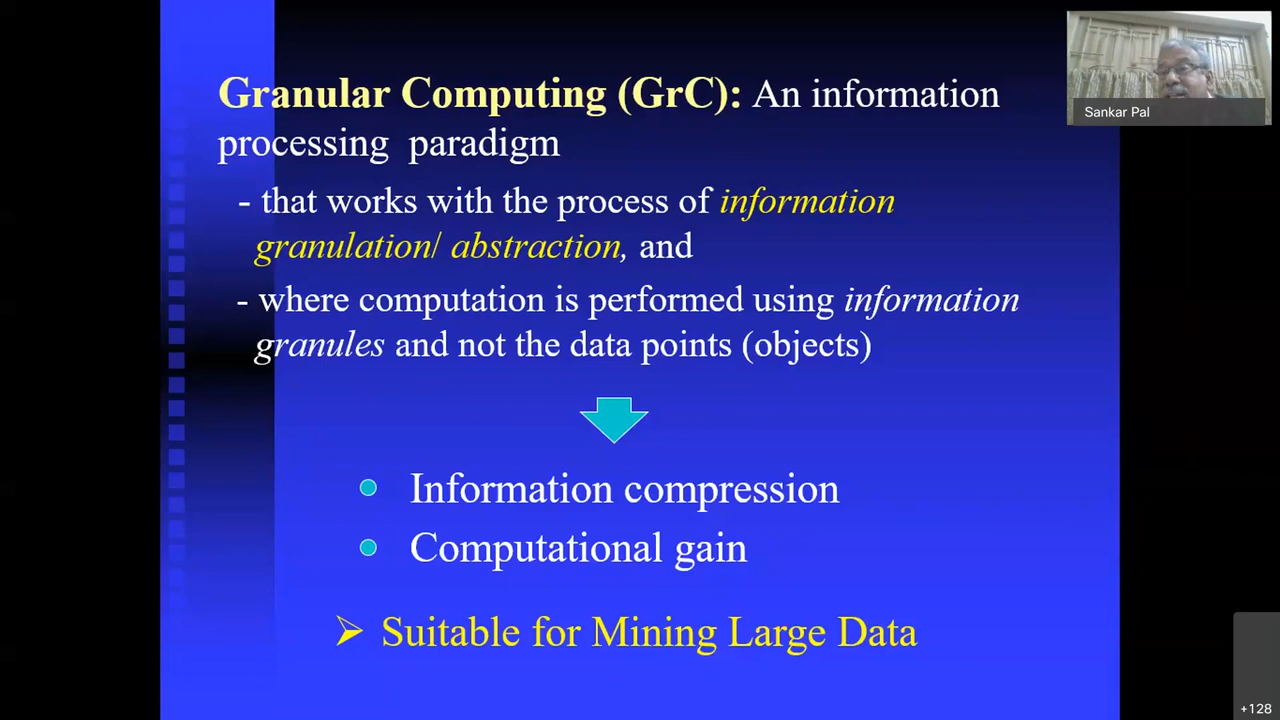 Granular Computing (GrC): An information
processing paradigm
- that works with the process of information
granulation/ abstraction, and
- where computation is performed using information
granules and not the data points (objects)
Information compression
Computational gain
Suitable for Mining Large Data
Sankar Pal
+128